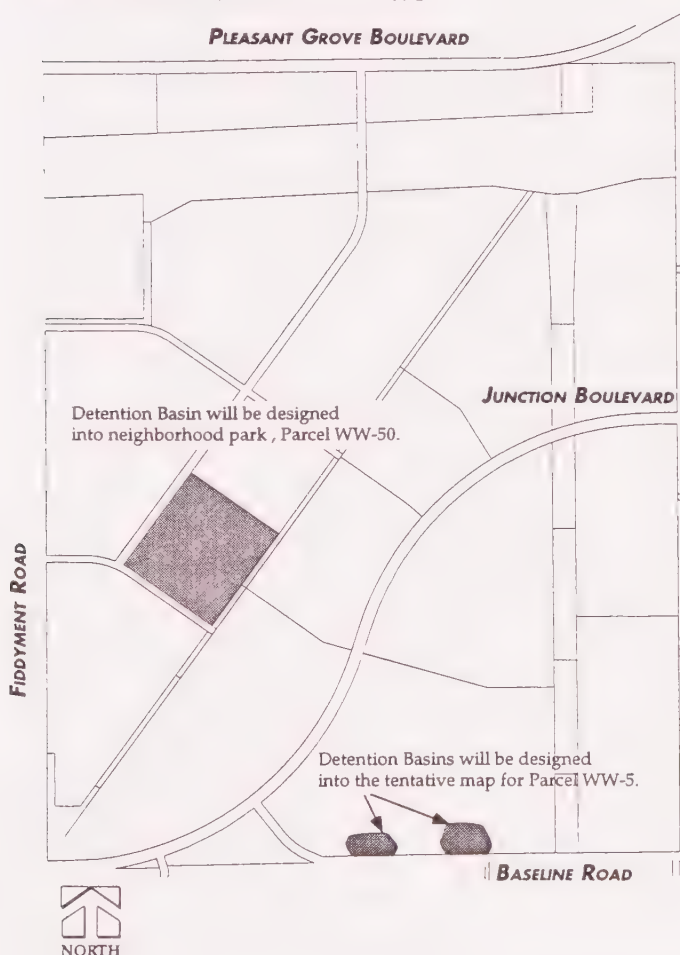 PLEASANT GROVE BOULEVARD
JUNCTION BOULEVARD
Detention Basin will be designed
into neighborhood park , Parcel WW-50.
FIDDYMENT ROAD
Detention Basins will be designed
into the tentative map for Parcel WW-5.
BASELINE ROAD
NORTH